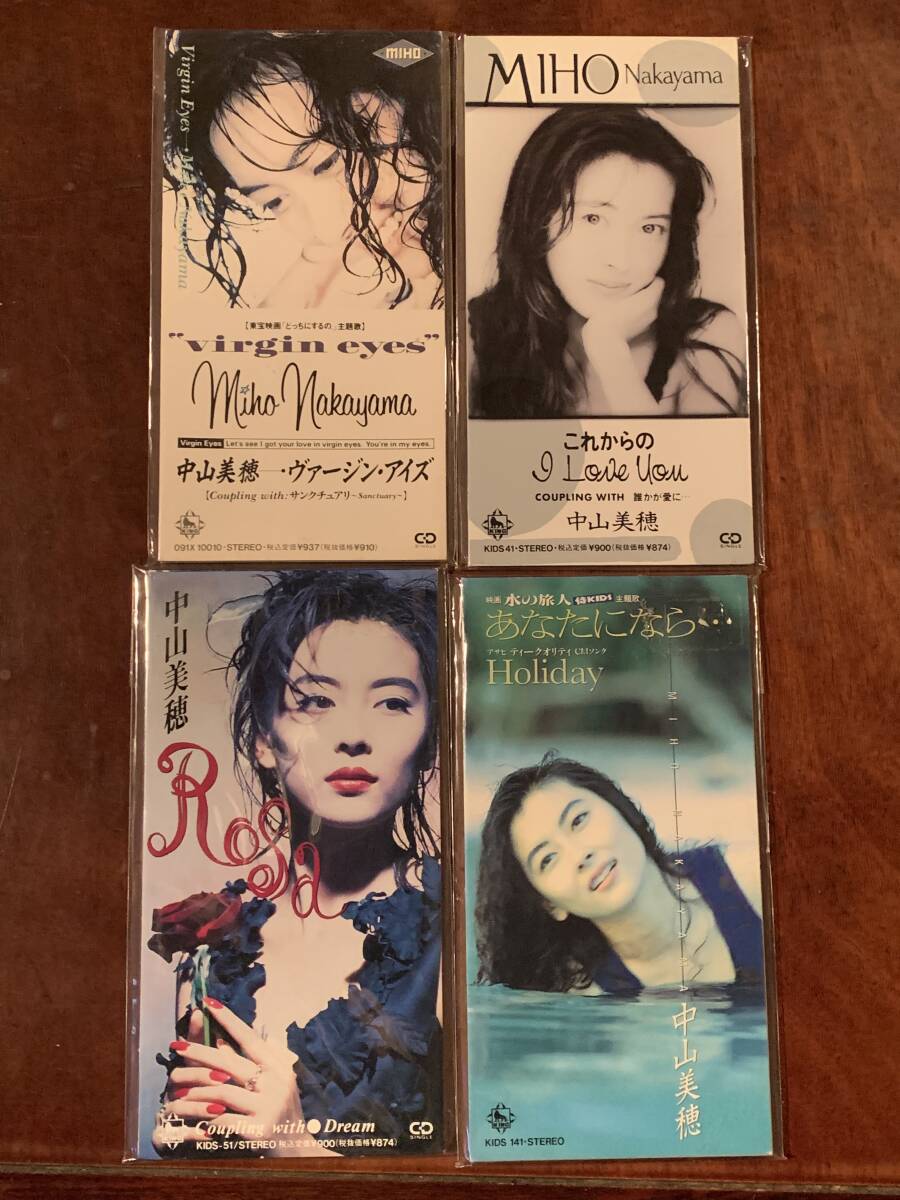 MIHO
Virgin Eyes — • Miho Nakayama
【東宝映画「どっちにするの」主題歌】
"virgin eyes"
Miho Nakayama
Virgin Eyes Let's see I got your love in virgin eyes. You're in my eyes.
中山美穂—•ヴァージン・アイズ
【Coupling with: サンクチュアリ〜Sanctuary〜】
091X 10010・STEREO・税込定価¥937(税抜価格¥910)
CD
SINGLE
MIHO Nakayama
これからの
I Love You
COUPLING WITH 誰かが愛に…
中山美穂
KIDS 41・STEREO・税込定価¥900(税抜価格¥874)
CD
SINGLE
中山美穂
Rosa
Coupling with ● Dream
KIDS-51/STEREO 税込定価¥900(税抜価格¥874)
CD
SINGLE
映画 水の旅人 侍KIDS 主題歌
あなたになら…
アサヒ ティークオリティ CMソング
Holiday
MIHO NAKAYAMA
中山美穂
KIDS 141・STEREO